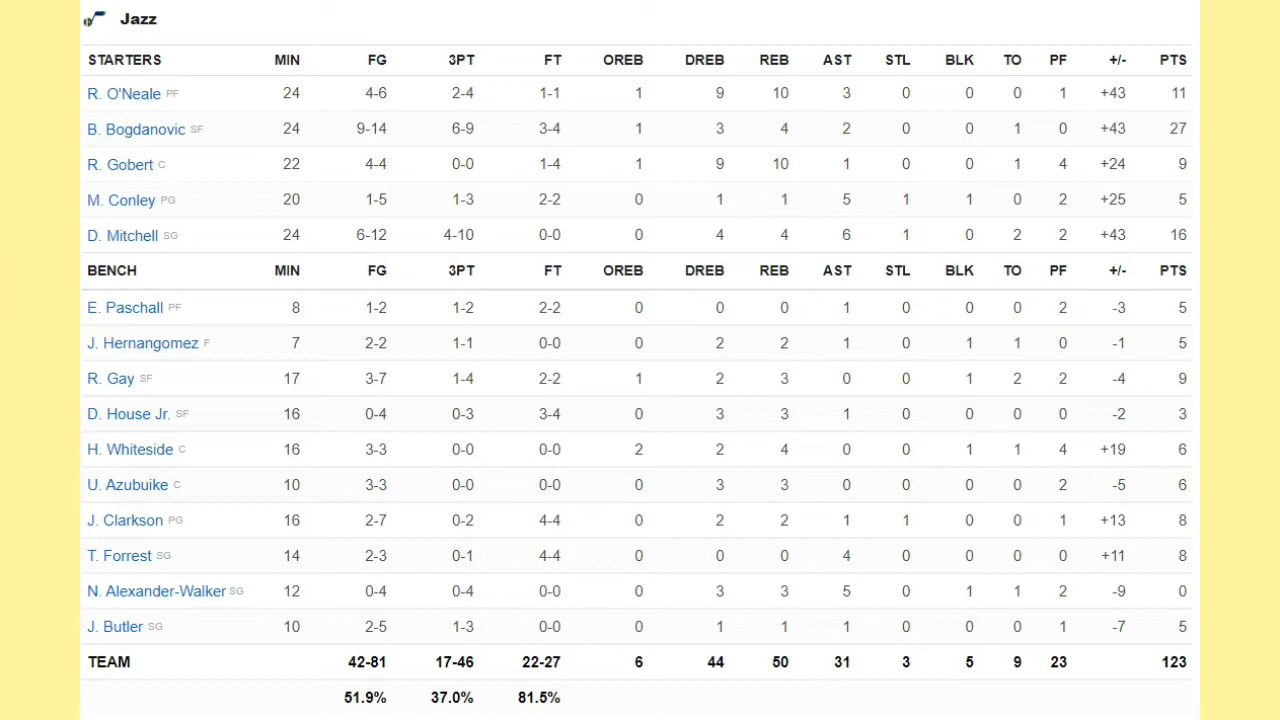 Jazz
STARTERS MIN FG 3PT FT OREB DREB REB AST STL BLK TO PF +/- PTS
R. O'Neale PF 24 4-6 2-4 1-1 1 9 10 3 0 0 0 1 +43 11
B. Bogdanovic SF 24 9-14 6-9 3-4 1 3 4 2 0 0 1 0 +43 27
R. Gobert C 22 4-4 0-0 1-4 1 9 10 1 0 0 1 4 +24 9
M. Conley PG 20 1-5 1-3 2-2 0 1 1 5 1 1 0 2 +25 5
D. Mitchell SG 24 6-12 4-10 0-0 0 4 4 6 1 0 2 2 +43 16
BENCH MIN FG 3PT FT OREB DREB REB AST STL BLK TO PF +/- PTS
E. Paschall PF 8 1-2 1-2 2-2 0 0 0 1 0 0 0 2 -3 5
J. Hernangomez F 7 2-2 1-1 0-0 0 2 2 1 0 1 1 0 -1 5
R. Gay SF 17 3-7 1-4 2-2 1 2 3 0 0 1 2 2 -4 9
D. House Jr. SF 16 0-4 0-3 3-4 0 3 3 1 0 0 0 0 -2 3
H. Whiteside C 16 3-3 0-0 0-0 2 2 4 0 0 1 1 4 +19 6
U. Azubuike C 10 3-3 0-0 0-0 0 3 3 0 0 0 0 2 -5 6
J. Clarkson PG 16 2-7 0-2 4-4 0 2 2 1 1 0 0 1 +13 8
T. Forrest SG 14 2-3 0-1 4-4 0 0 0 4 0 0 0 0 +11 8
N. Alexander-Walker SG 12 0-4 0-4 0-0 0 3 3 5 0 1 1 2 -9 0
J. Butler SG 10 2-5 1-3 0-0 0 1 1 1 0 0 0 1 -7 5
TEAM 42-81 17-46 22-27 6 44 50 31 3 5 9 23 123
51.9% 37.0% 81.5%